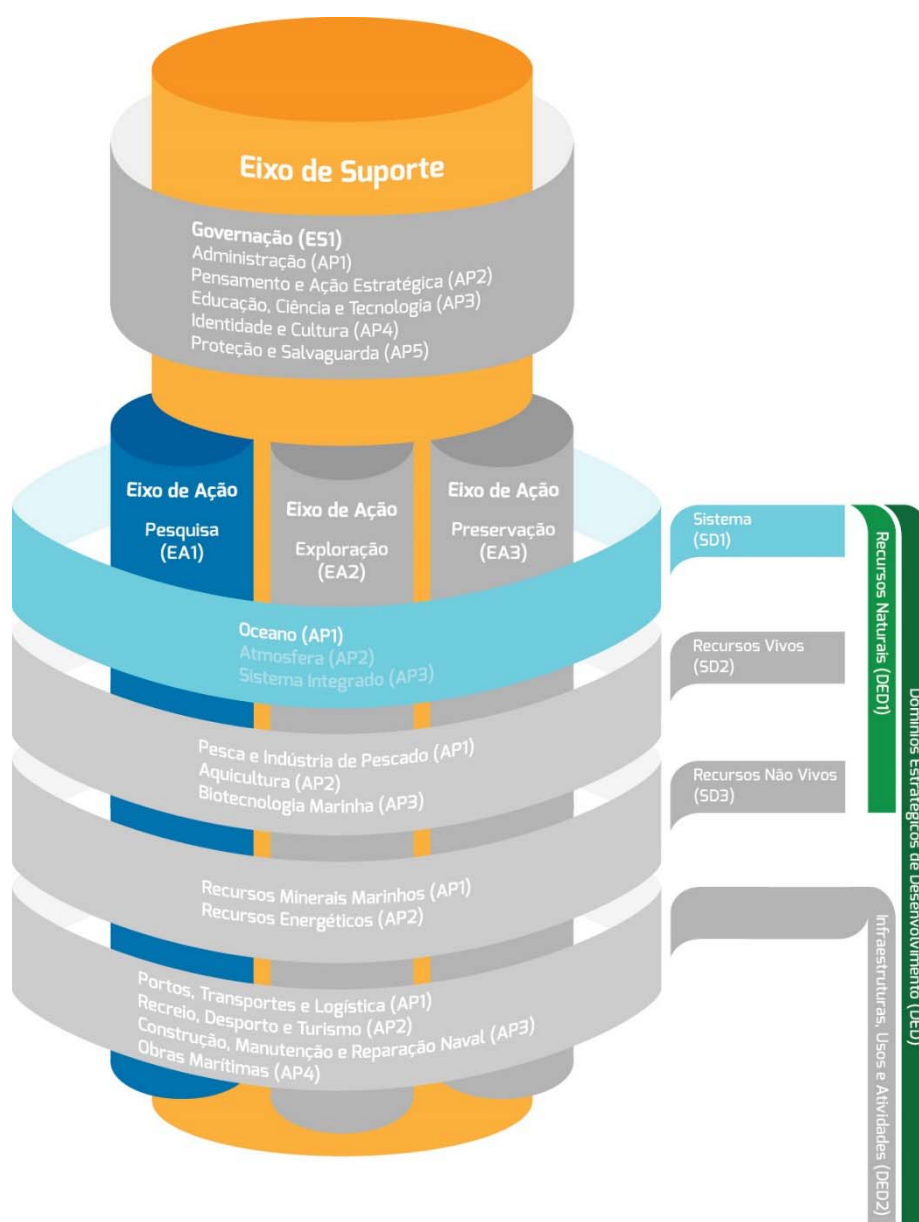 Eixo de Suporte
Governação (ES1)
Administração (AP1)
Pensamento e Ação Estratégica (AP2)
Educação, Ciência e Tecnologia (AP3)
Identidade e Cultura (AP4)
Proteção e Salvaguarda (AP5)
Eixo de Ação
Pesquisa
(EA1)
Eixo de Ação
Exploração
(EA2)
Eixo de Ação
Preservação
(EA3)
Oceano (AP1)
Atmosfera (AP2)
Sistema Integrado (AP3)
Sistema
(SD1)
Pesca e Indústria de Pescado (AP1)
Aquicultura (AP2)
Biotecnologia Marinha (AP3)
Recursos Vivos
(SD2)
Recursos Minerais Marinhos (AP1)
Recursos Energéticos (AP2)
Recursos Não Vivos
(SD3)
Portos, Transportes e Logística (AP1)
Recreio, Desporto e Turismo (AP2)
Construção, Manutenção e Reparação Naval (AP3)
Obras Marítimas (AP4)
Recursos Naturais (DED1)
Infraestruturas, Usos e Atividades (DED2)
Domínios Estratégicos de Desenvolvimento (DED)